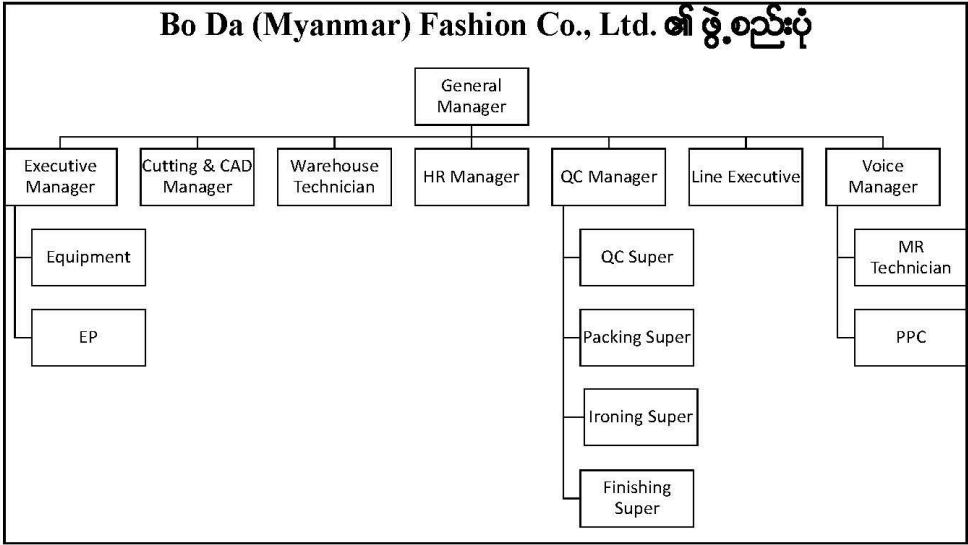 Bo Da (Myanmar) Fashion Co., Ltd. ၏ ဖွဲ့စည်းပုံ
General
Manager
Executive
Manager
Cutting & CAD
Manager
Warehouse
Technician
HR Manager
QC Manager
Line Executive
Voice
Manager
Equipment
EP
QC Super
Packing Super
Ironing Super
Finishing
Super
MR
Technician
PPC